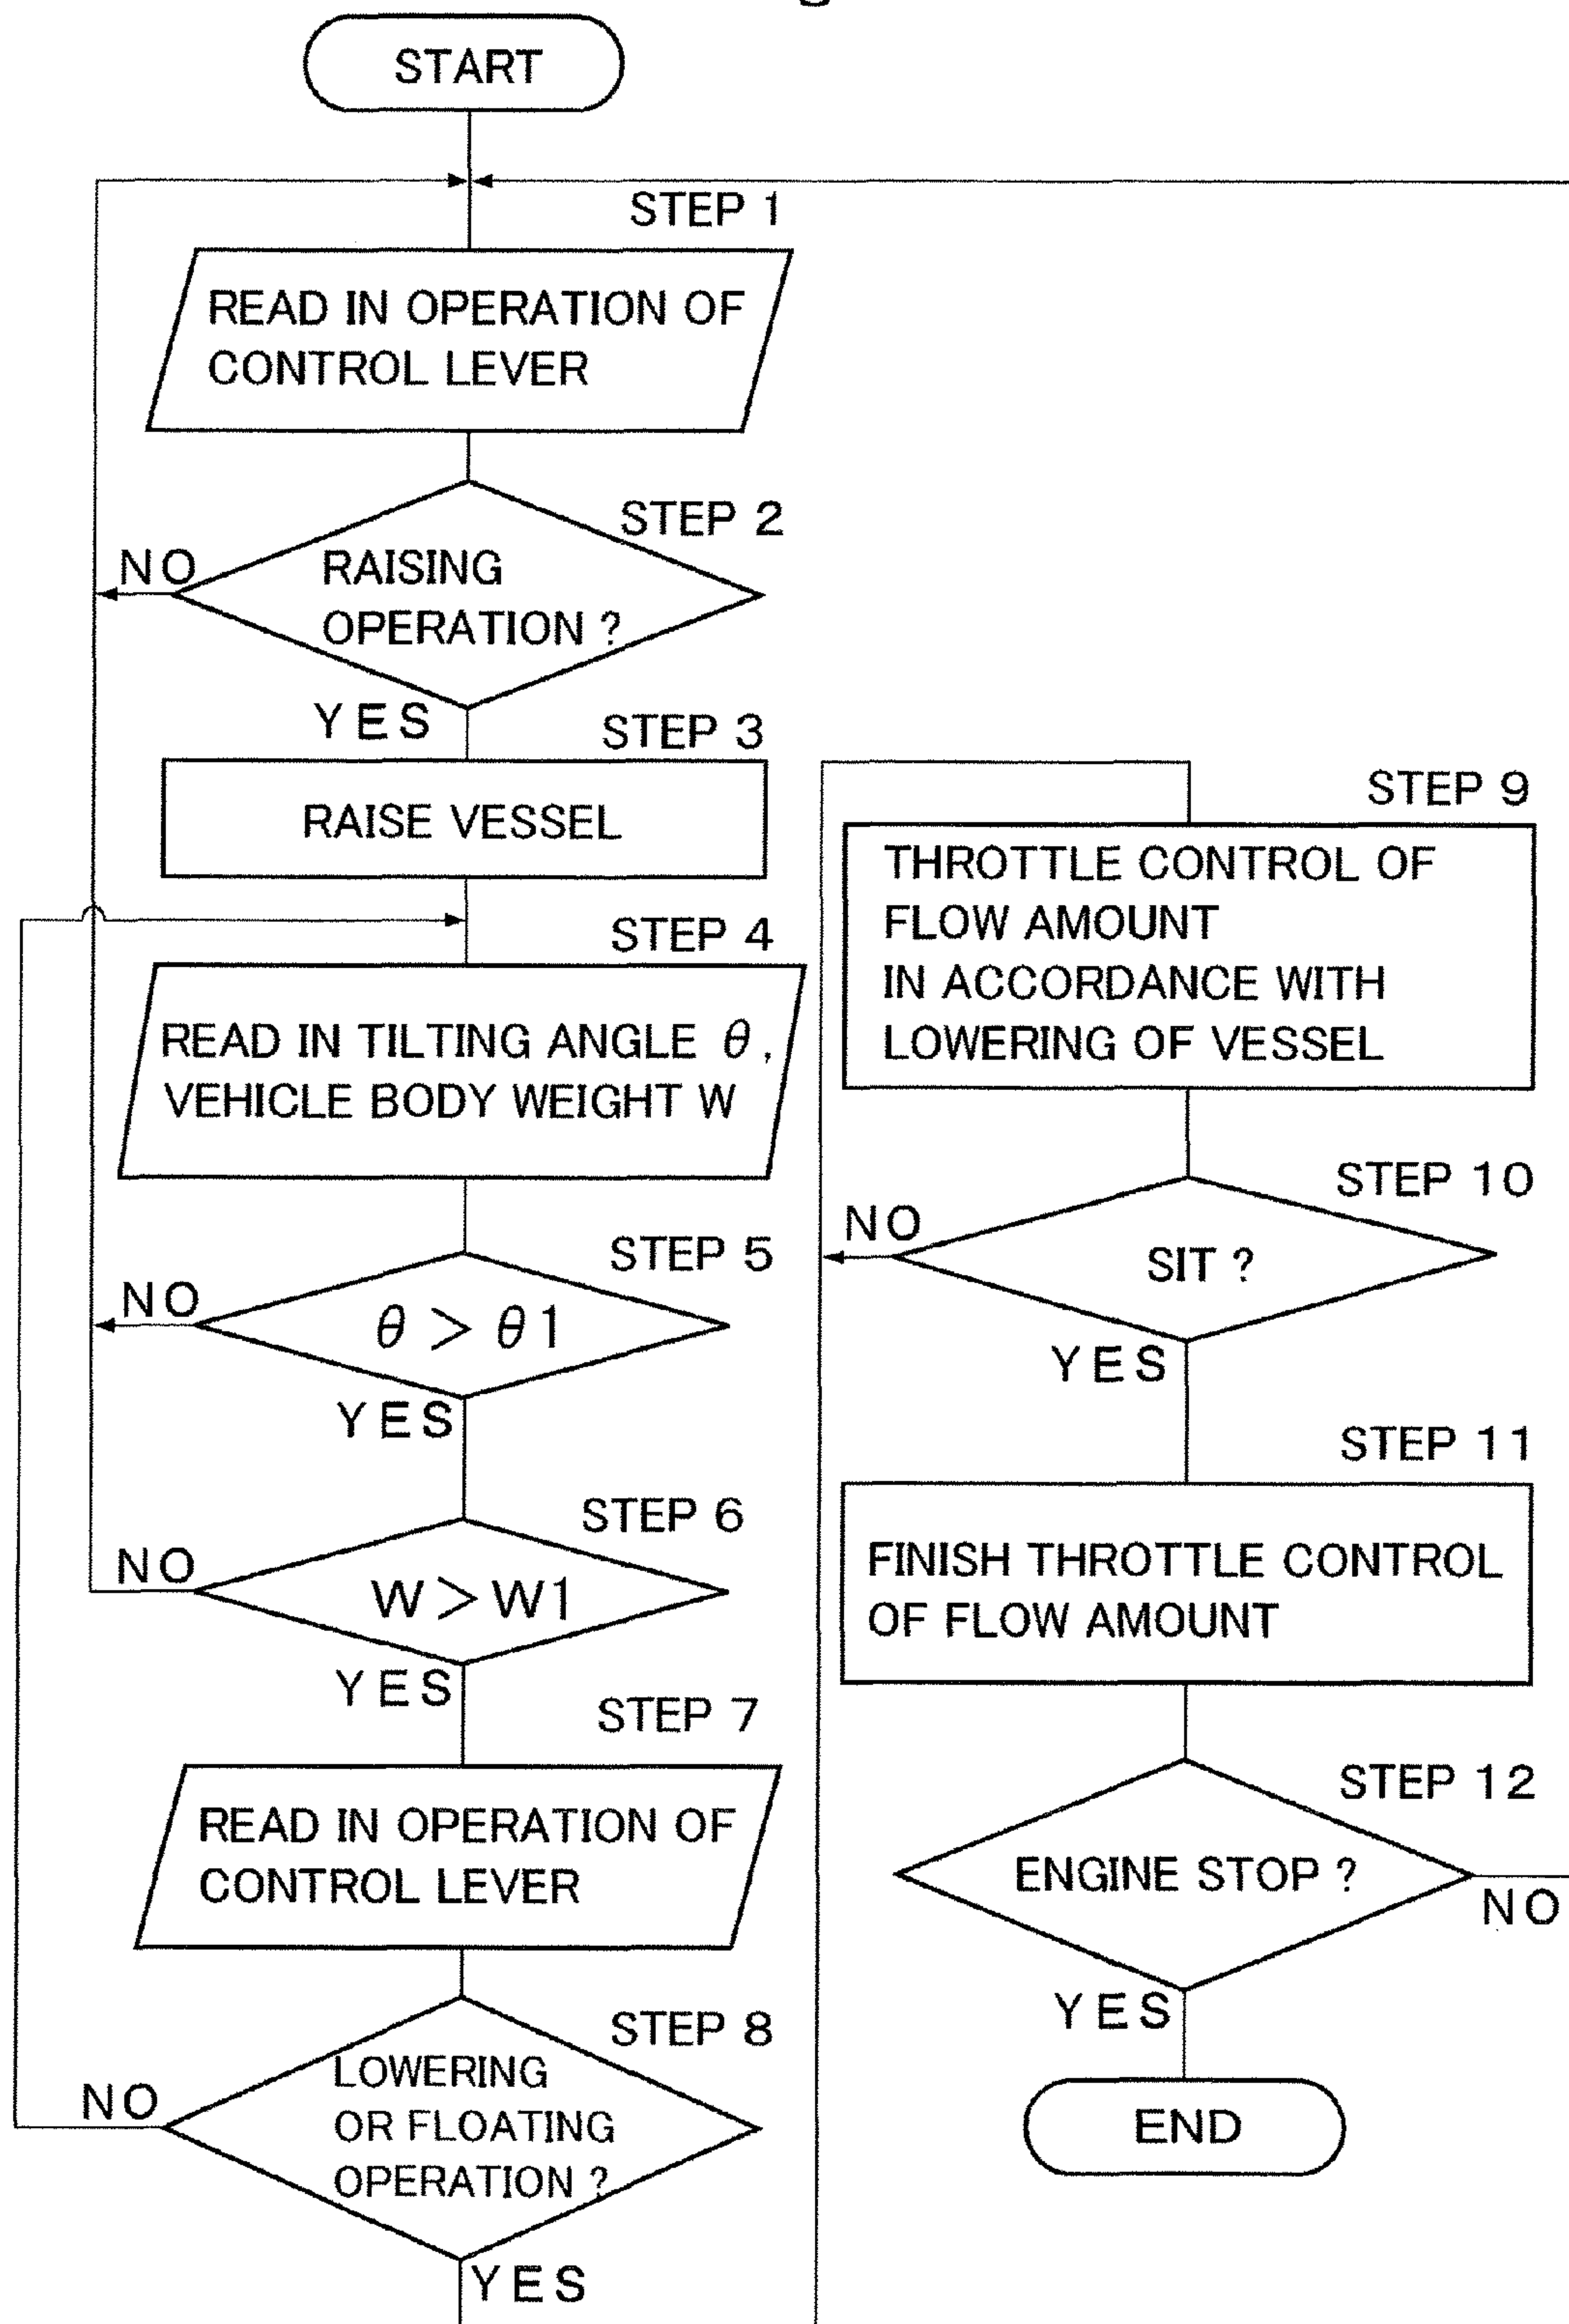 START
STEP 1
READ IN OPERATION OF
CONTROL LEVER
STEP 2
NO
RAISING
OPERATION ?
YES
STEP 3
RAISE VESSEL
STEP 4
READ IN TILTING ANGLE θ,
VEHICLE BODY WEIGHT W
STEP 5
NO
θ > θ1
YES
STEP 6
NO
W > W1
YES
STEP 7
READ IN OPERATION OF
CONTROL LEVER
STEP 8
NO
LOWERING
OR FLOATING
OPERATION ?
YES
STEP 9
THROTTLE CONTROL OF
FLOW AMOUNT
IN ACCORDANCE WITH
LOWERING OF VESSEL
STEP 10
NO
SIT ?
YES
STEP 11
FINISH THROTTLE CONTROL
OF FLOW AMOUNT
STEP 12
ENGINE STOP ?
NO
YES
END